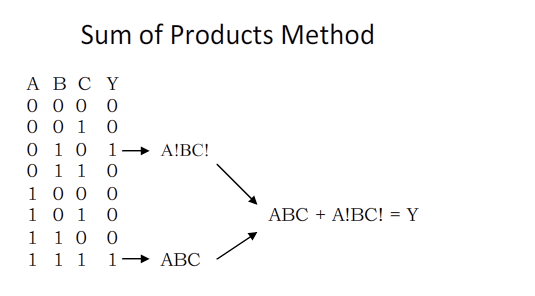 Sum of Products Method
A B C Y
0 0 0 0
0 0 1 0
0 1 0 1 A!BC!
0 1 1 0
1 0 0 0
1 0 1 0 ABC + A!BC! = Y
1 1 0 0
1 1 1 1 ABC